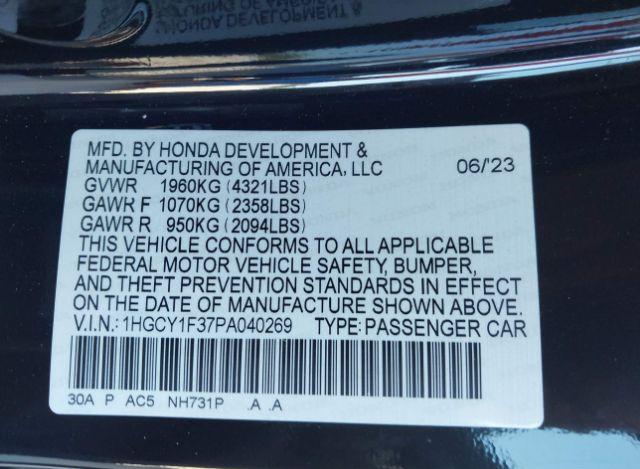 MFD. BY HONDA DEVELOPMENT &
MANUFACTURING OF AMERICA, LLC 06/'23
GVWR 1960KG (4321LBS)
GAWR F 1070KG (2358LBS)
GAWR R 950KG (2094LBS)
THIS VEHICLE CONFORMS TO ALL APPLICABLE
FEDERAL MOTOR VEHICLE SAFETY, BUMPER,
AND THEFT PREVENTION STANDARDS IN EFFECT
ON THE DATE OF MANUFACTURE SHOWN ABOVE.
V.I.N.: 1HGCY1F37PA040269 TYPE: PASSENGER CAR
30A P AC5 NH731P .A .A